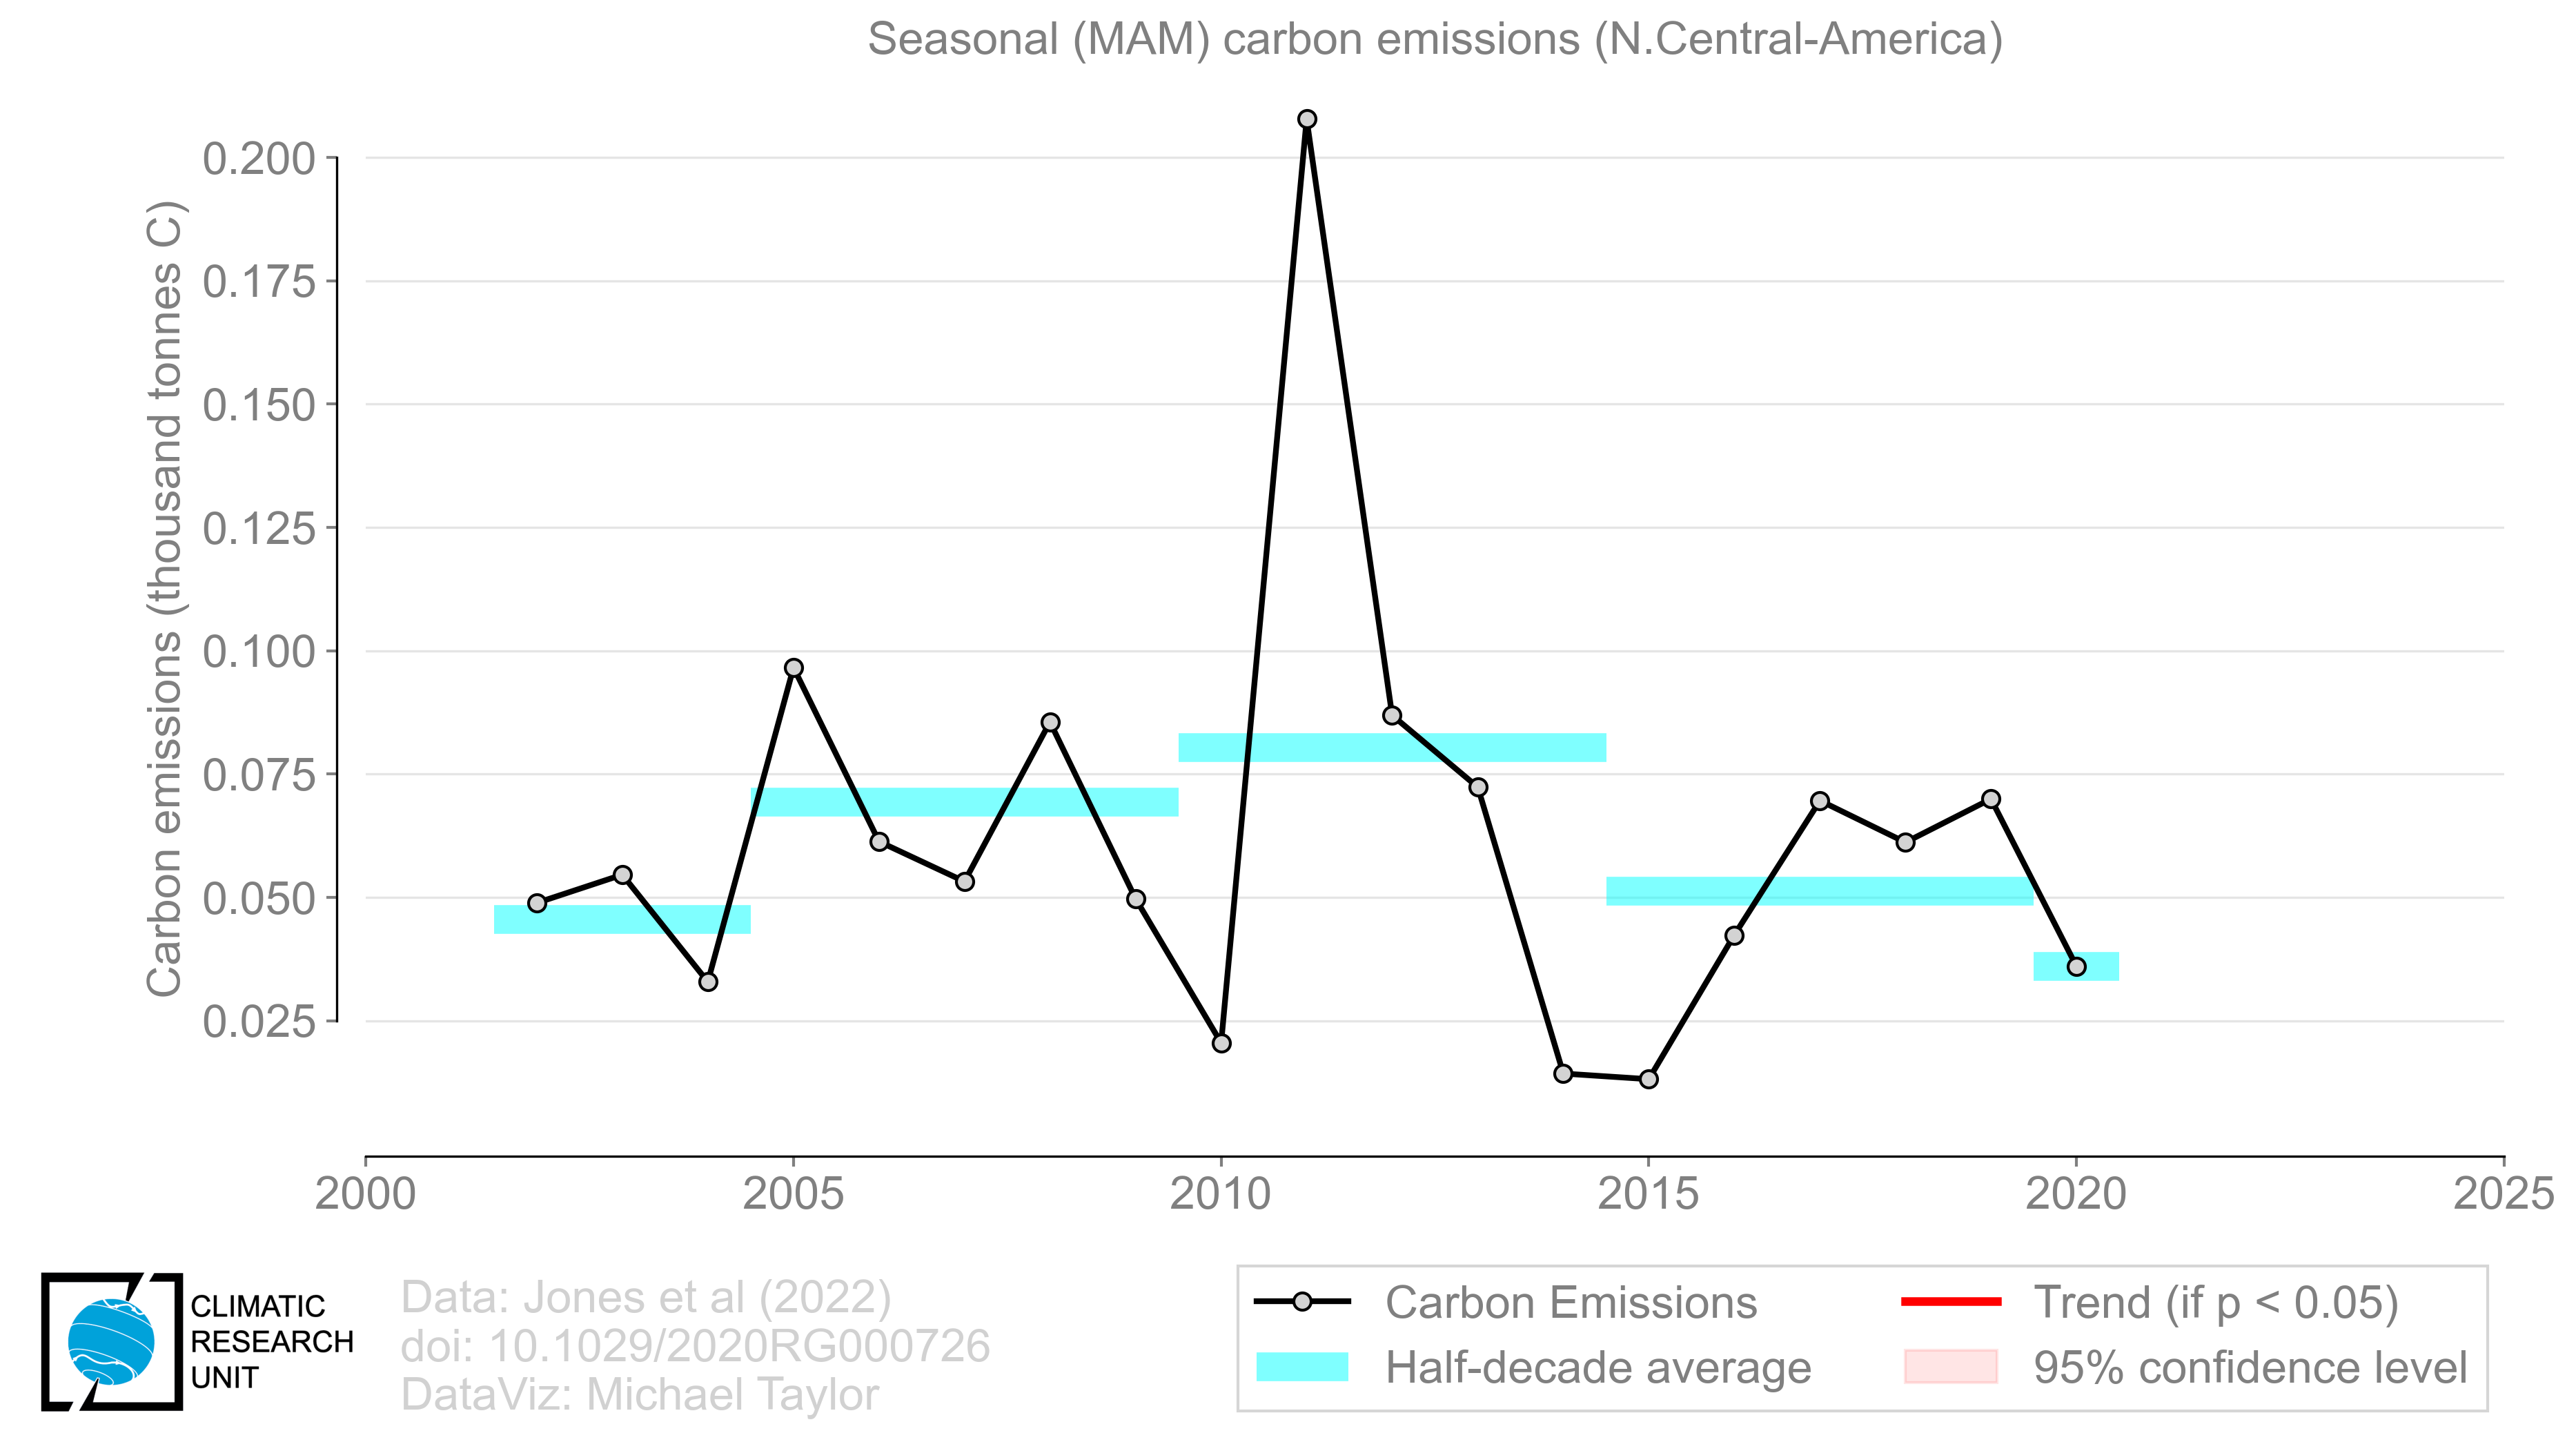 Seasonal (MAM) carbon emissions (N.Central-America)
Carbon emissions (thousand tonnes C)
0.200
0.175
0.150
0.125
0.100
0.075
0.050
0.025
2000
2005
2010
2015
2020
2025
CLIMATIC
RESEARCH
UNIT
Data: Jones et al (2022)
doi: 10.1029/2020RG000726
DataViz: Michael Taylor
Carbon Emissions
Half-decade average
Trend (if p < 0.05)
95% confidence level